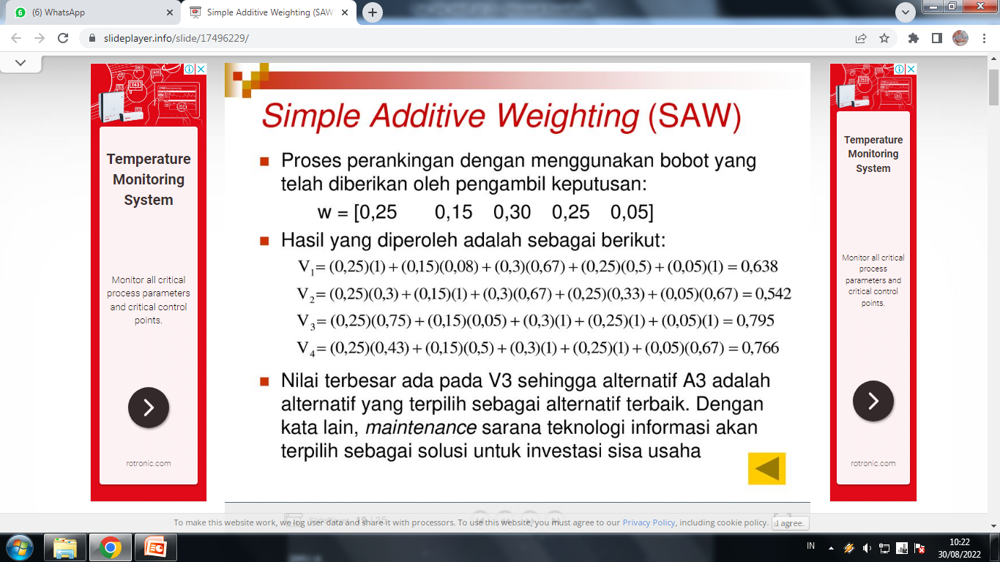 (6) WhatsApp
Simple Additive Weighting (SAW
slideplayer.info/slide/17496229/
Simple Additive Weighting (SAW)
Proses perankingan dengan menggunakan bobot yang
telah diberikan oleh pengambil keputusan:
w = [0,25 0,15 0,30 0,25 0,05]
Hasil yang diperoleh adalah sebagai berikut:
V1= (0,25)(1) + (0,15)(0,08) + (0,3)(0,67) + (0,25)(0,5) + (0,05)(1) = 0,638
V2= (0,25)(0,3) + (0,15)(1) + (0,3)(0,67) + (0,25)(0,33) + (0,05)(0,67) = 0,542
V3= (0,25)(0,75) + (0,15)(0,05) + (0,3)(1) + (0,25)(1) + (0,05)(1) = 0,795
V4= (0,25)(0,43) + (0,15)(0,5) + (0,3)(1) + (0,25)(1) + (0,05)(0,67) = 0,766
Nilai terbesar ada pada V3 sehingga alternatif A3 adalah
alternatif yang terpilih sebagai alternatif terbaik. Dengan
kata lain, maintenance sarana teknologi informasi akan
terpilih sebagai solusi untuk investasi sisa usaha
Temperature
Monitoring
System
Monitor all critical
process parameters
and critical control
points.
rotronic.com
Temperature
Monitoring
System
Monitor all critical
process
parameters and
critical control
points.
rotronic.com
To make this website work, we log user data and share it with processors. To use this website, you must agree to our Privacy Policy, including cookie policy.
I agree.
IN
10:22
30/08/2022